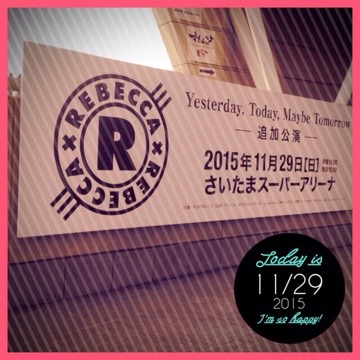 REBECCA
R
REBECCA
Yesterday, Today, Maybe Tomorrow
追加公演
2015年11月29日[日]
さいたまスーパーアリーナ
Today is
11/29
2015
I'm so happy!